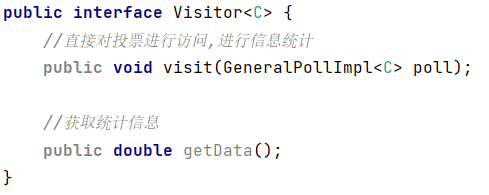 public interface Visitor<C> {
    //直接对投票进行访问,进行信息统计
    public void visit(GeneralPollImpl<C> poll);
    //获取统计信息
    public double getData();
}